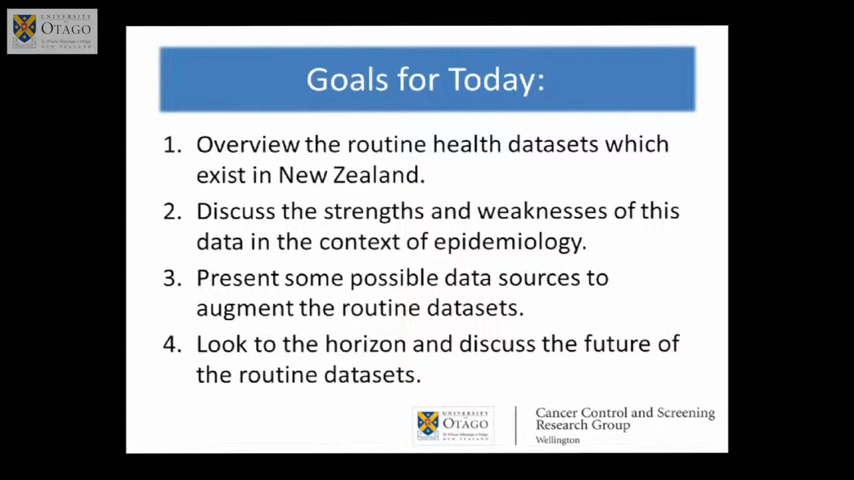 UNIVERSITY
of
OTAGO
NEW ZEALAND
Goals for Today:
1. Overview the routine health datasets which
exist in New Zealand.
2. Discuss the strengths and weaknesses of this
data in the context of epidemiology.
3. Present some possible data sources to
augment the routine datasets.
4. Look to the horizon and discuss the future of
the routine datasets.
UNIVERSITY
of
OTAGO
NEW ZEALAND
Cancer Control and Screening
Research Group
Wellington